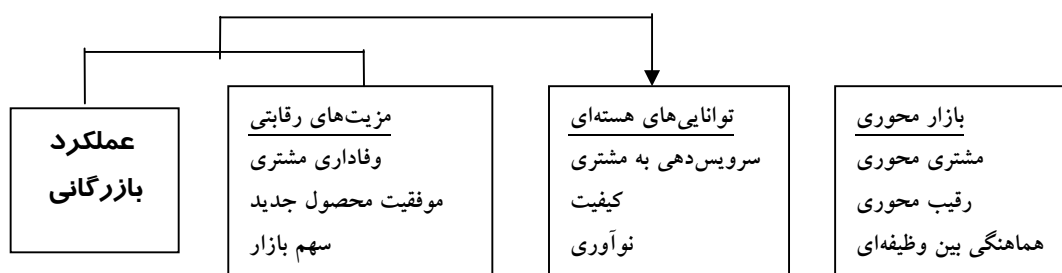 بازار محوری
مشتری محوری
رقیب محوری
هماهنگی بین وظیفه‌ای
توانایی‌های هسته‌ای
سرویس‌دهی به مشتری
کیفیت
نوآوری
مزیت‌های رقابتی
وفاداری مشتری
موفقیت محصول جدید
سهم بازار
عملکرد
بازرگانی